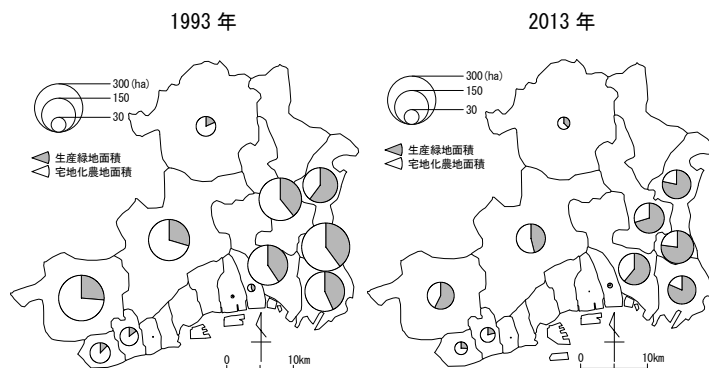 1993 年
300(ha)
150
30
生産緑地面積
宅地化農地面積
0 10km
2013 年
300(ha)
150
30
生産緑地面積
宅地化農地面積
0 10km